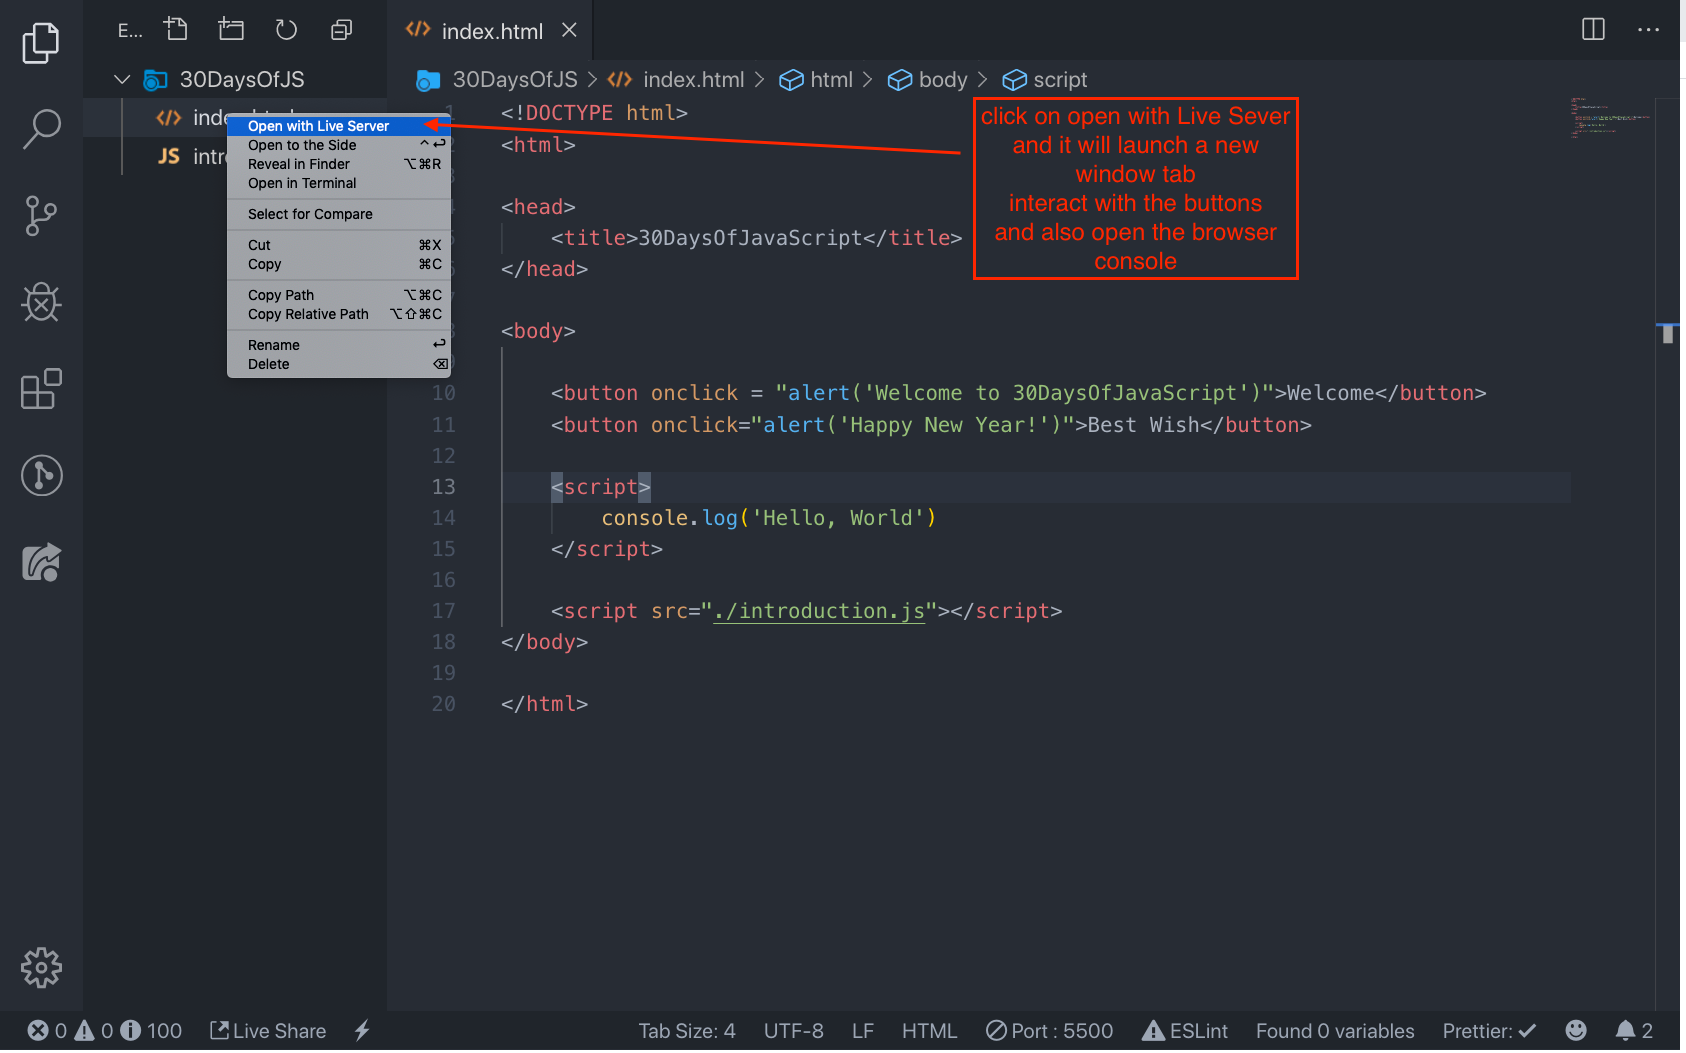 E...
index.html
30DaysOfJS
30DaysOfJS > index.html > html > body > script
JS
Open with Live Server
Open to the Side ⌃↩
Reveal in Finder ⌥⌘R
Open in Terminal
Select for Compare
Cut ⌘X
Copy ⌘C
Copy Path ⌥⌘C
Copy Relative Path ⌥⇧⌘C
Rename ↩
Delete ⌫
click on open with Live Sever
and it will launch a new
window tab
interact with the buttons
and also open the browser
console
1 <!DOCTYPE html>
2 <html>
<head>
<title>30DaysOfJavaScript</title>
</head>
<body>
10 <button onclick = "alert('Welcome to 30DaysOfJavaScript')">Welcome</button>
11 <button onclick="alert('Happy New Year!')">Best Wish</button>
12
13 <script>
14 console.log('Hello, World')
15 </script>
16
17 <script src="./introduction.js"></script>
18 </body>
19
20 </html>
0 0 100 Live Share Tab Size: 4 UTF-8 LF HTML Port : 5500 ESLint Found 0 variables Prettier: ✓ 2